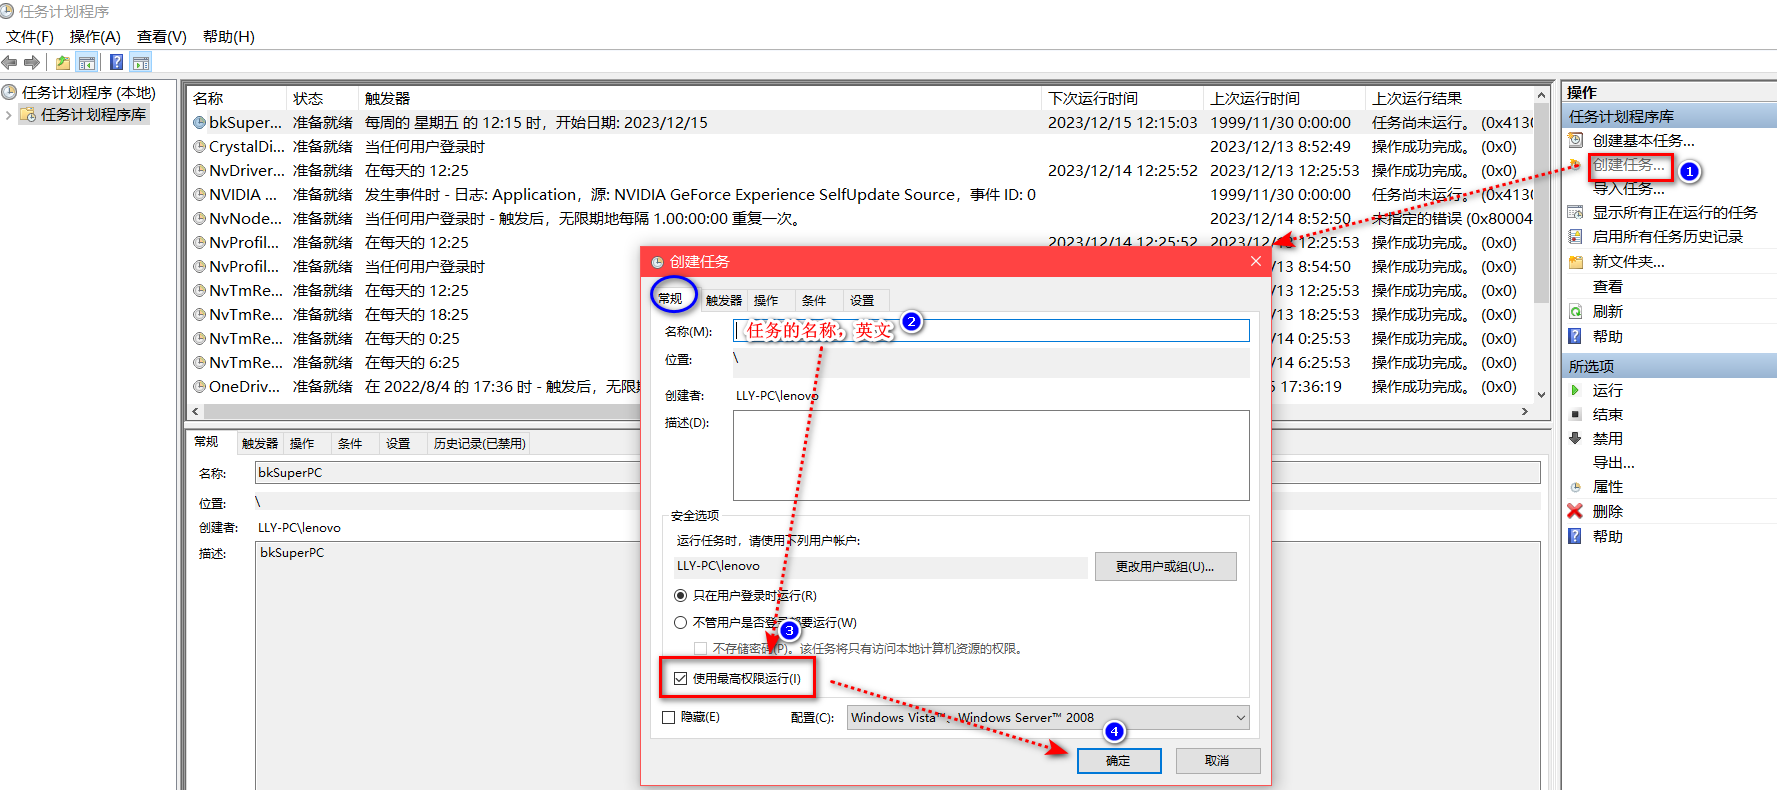 任务计划程序
文件(F) 操作(A) 查看(V) 帮助(H)
任务计划程序 (本地)
任务计划程序库
名称 状态 触发器 下次运行时间 上次运行时间 上次运行结果
bkSuper... 准备就绪 每周的 星期五 的 12:15 时，开始日期: 2023/12/15 2023/12/15 12:15:03 1999/11/30 0:00:00 任务尚未运行。 (0x4130
CrystalDi... 准备就绪 当任何用户登录时 2023/12/13 8:52:49 操作成功完成。 (0x0)
NvDriver... 准备就绪 在每天的 12:25 2023/12/14 12:25:52 2023/12/13 12:25:53 操作成功完成。 (0x0)
NVIDIA ... 准备就绪 发生事件时 - 日志: Application，源: NVIDIA GeForce Experience SelfUpdate Source，事件 ID: 0 1999/11/30 0:00:00 任务尚未运行。 (0x4130
NvNode... 准备就绪 当任何用户登录时 - 触发后，无限期地每隔 1.00:00:00 重复一次。 2023/12/14 8:52:50 未指定的错误 (0x80004
NvProfil... 准备就绪 在每天的 12:25 2023/12/14 12:25:52 2023/12/13 12:25:53 操作成功完成。 (0x0)
NvProfil... 准备就绪 当任何用户登录时 /13 8:54:50 操作成功完成。 (0x0)
NvTmRe... 准备就绪 在每天的 12:25 /13 12:25:53 操作成功完成。 (0x0)
NvTmRe... 准备就绪 在每天的 18:25 /13 18:25:53 操作成功完成。 (0x0)
NvTmRe... 准备就绪 在每天的 0:25 /14 0:25:53 操作成功完成。 (0x0)
NvTmRe... 准备就绪 在每天的 6:25 /14 6:25:53 操作成功完成。 (0x0)
OneDriv... 准备就绪 在 2022/8/4 的 17:36 时 - 触发后，无限 17:36:19 操作成功完成。 (0x0)
常规 触发器 操作 条件 设置 历史记录(已禁用)
名称: bkSuperPC
位置: \
创建者: LLY-PC\lenovo
描述: bkSuperPC
创建任务
常规 触发器 操作 条件 设置
名称(M): 任务的名称，英文 2
位置: \
创建者: LLY-PC\lenovo
描述(D):
安全选项
运行任务时，请使用下列用户帐户:
LLY-PC\lenovo 更改用户或组(U)...
只在用户登录时运行(R)
不管用户是否登录都要运行(W)
3
不存储密码(P)。该任务将只有访问本地计算机资源的权限。
使用最高权限运行(I)
隐藏(E) 配置(C): Windows Vista™、Windows Server™ 2008
4
确定 取消
操作
任务计划程序库
创建基本任务...
创建任务... 1
导入任务...
显示所有正在运行的任务
启用所有任务历史记录
新文件夹...
查看
刷新
帮助
所选项
运行
结束
禁用
导出...
属性
删除
帮助